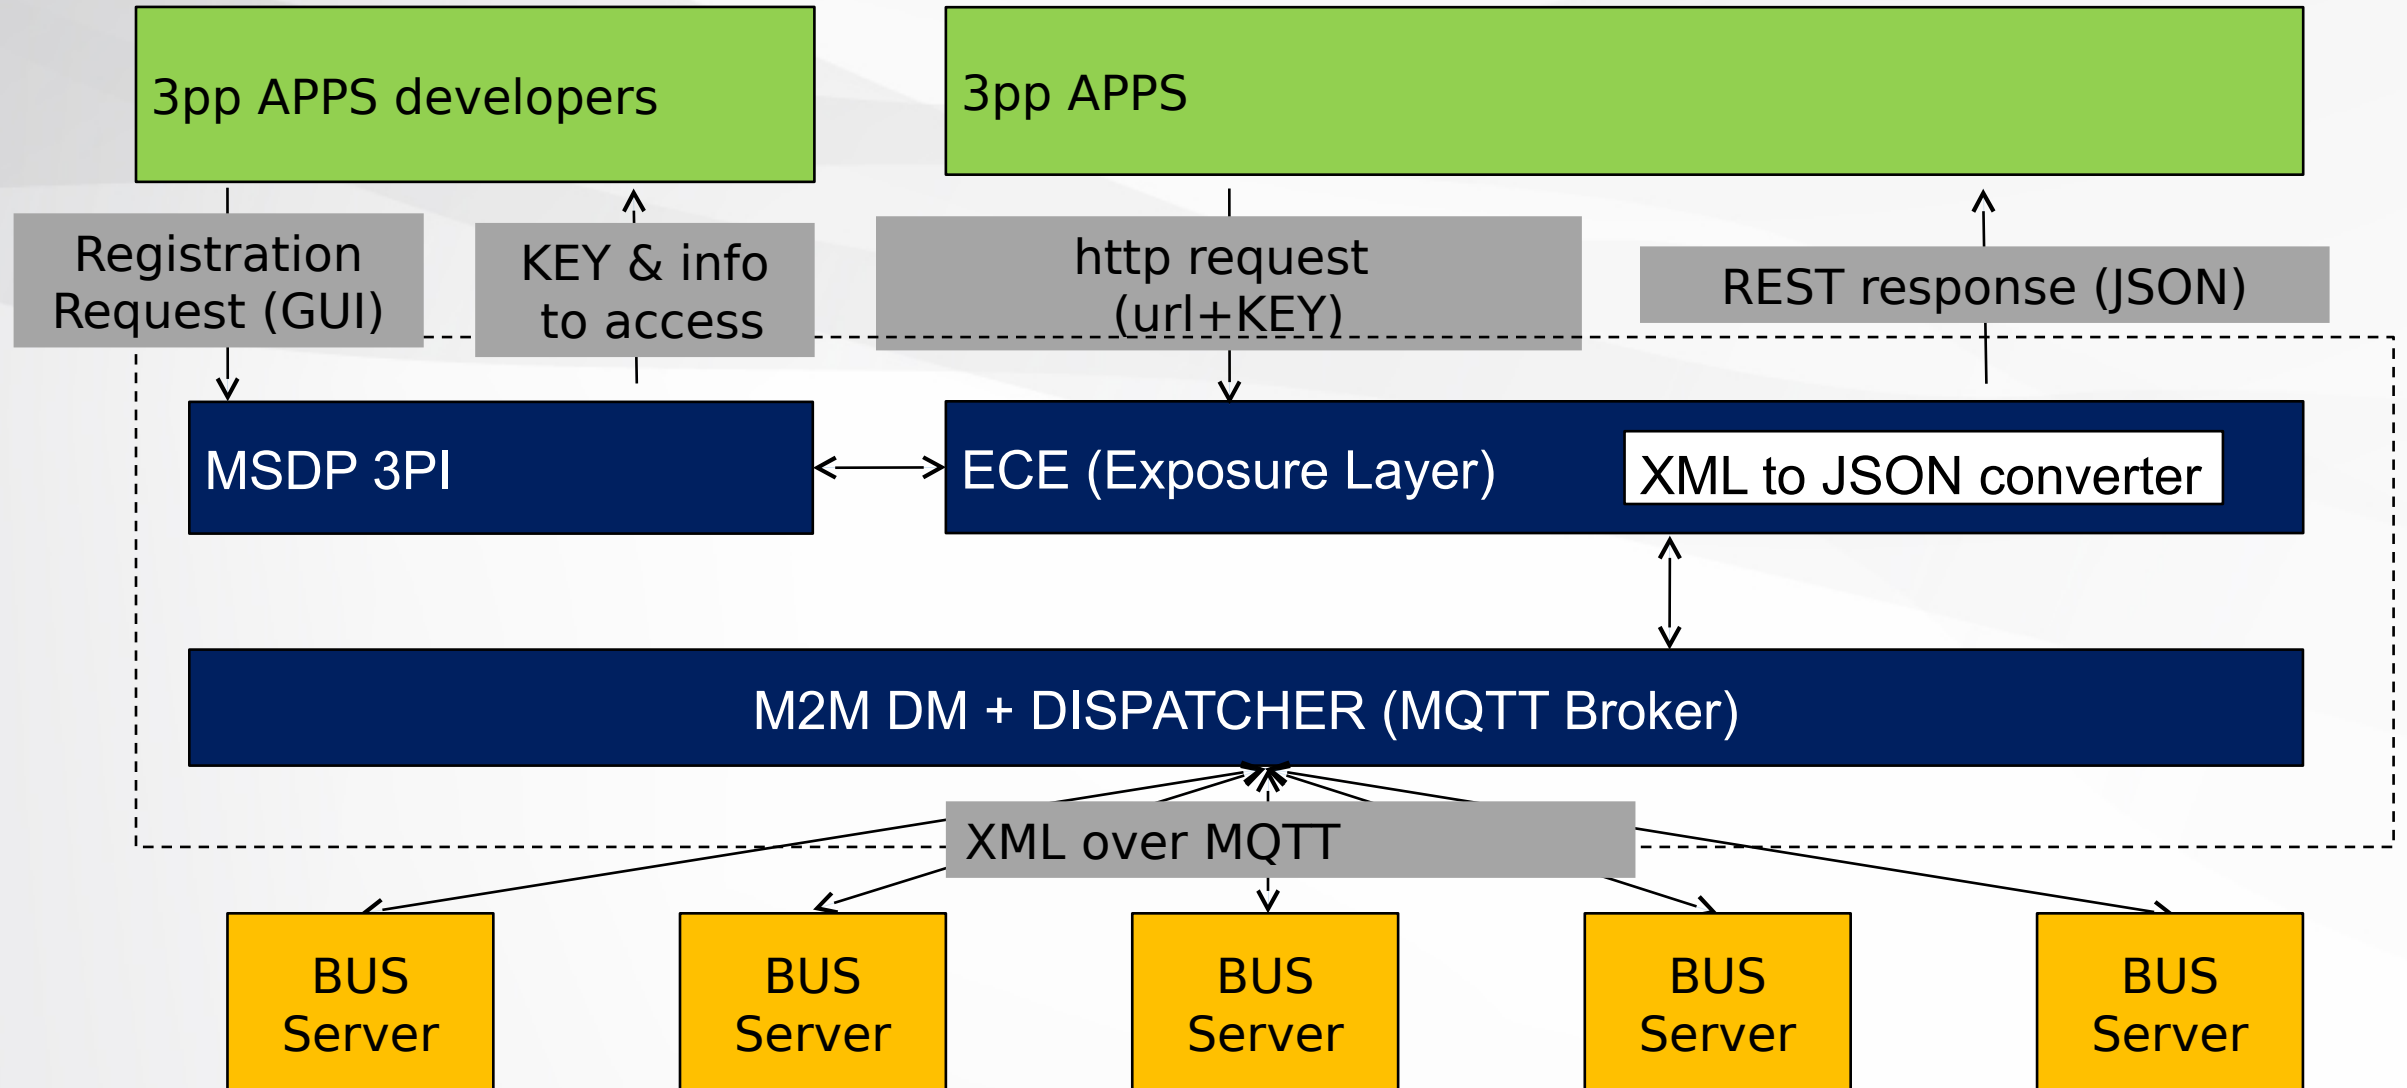 3pp APPS developers
3pp APPS
Registration
Request (GUI)
KEY & info
to access
http request
(url+KEY)
REST response (JSON)
MSDP 3PI
ECE (Exposure Layer)
XML to JSON converter
M2M DM + DISPATCHER (MQTT Broker)
XML over MQTT
BUS
Server
BUS
Server
BUS
Server
BUS
Server
BUS
Server